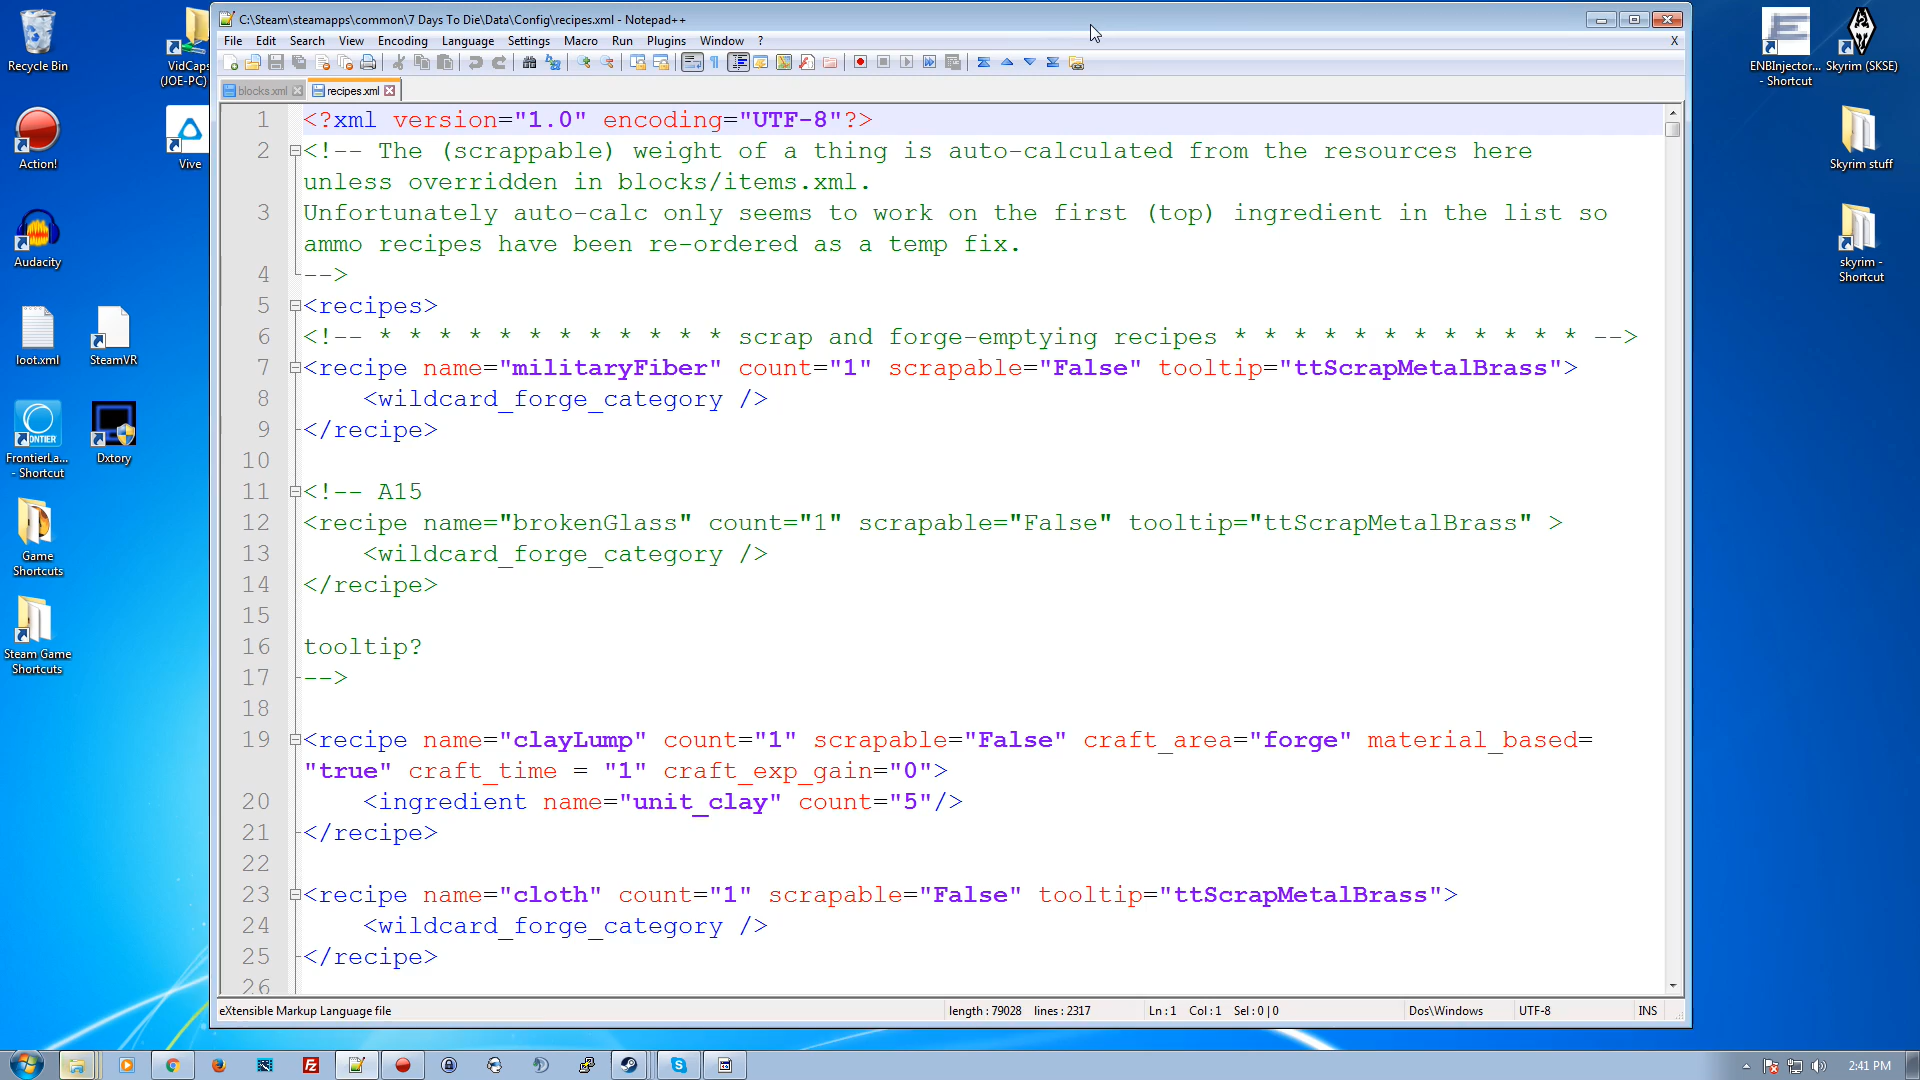 C:\Steam\steamapps\common\7 Days To Die\Data\Config\recipes.xml - Notepad++
File Edit Search View Encoding Language Settings Macro Run Plugins Window ? X
blocks.xml recipes.xml
1 <?xml version="1.0" encoding="UTF-8"?>
2 <!-- The (scrappable) weight of a thing is auto-calculated from the resources here
unless overridden in blocks/items.xml.
3 Unfortunately auto-calc only seems to work on the first (top) ingredient in the list so
ammo recipes have been re-ordered as a temp fix.
4 -->
5 <recipes>
6 <!-- * * * * * * * * * * * * scrap and forge-emptying recipes * * * * * * * * * * * * -->
7 <recipe name="militaryFiber" count="1" scrapable="False" tooltip="ttScrapMetalBrass">
8 <wildcard_forge_category />
9 </recipe>
10
11 <!-- A15
12 <recipe name="brokenGlass" count="1" scrapable="False" tooltip="ttScrapMetalBrass" >
13 <wildcard_forge_category />
14 </recipe>
15
16 tooltip?
17 -->
18
19 <recipe name="clayLump" count="1" scrapable="False" craft_area="forge" material_based=
"true" craft_time = "1" craft_exp_gain="0">
20 <ingredient name="unit_clay" count="5"/>
21 </recipe>
22
23 <recipe name="cloth" count="1" scrapable="False" tooltip="ttScrapMetalBrass">
24 <wildcard_forge_category />
25 </recipe>
26
eXtensible Markup Language file length : 79028 lines : 2317 Ln : 1 Col : 1 Sel : 0 | 0 Dos\Windows UTF-8 INS
Recycle Bin
VidCaps
(JOE-PC)
Action!
Vive
Audacity
loot.xml
SteamVR
FrontierLa...
- Shortcut
Dxtory
Game
Shortcuts
Steam Game
Shortcuts
ENBInjector...
- Shortcut
Skyrim (SKSE)
Skyrim stuff
skyrim -
Shortcut
2:41 PM